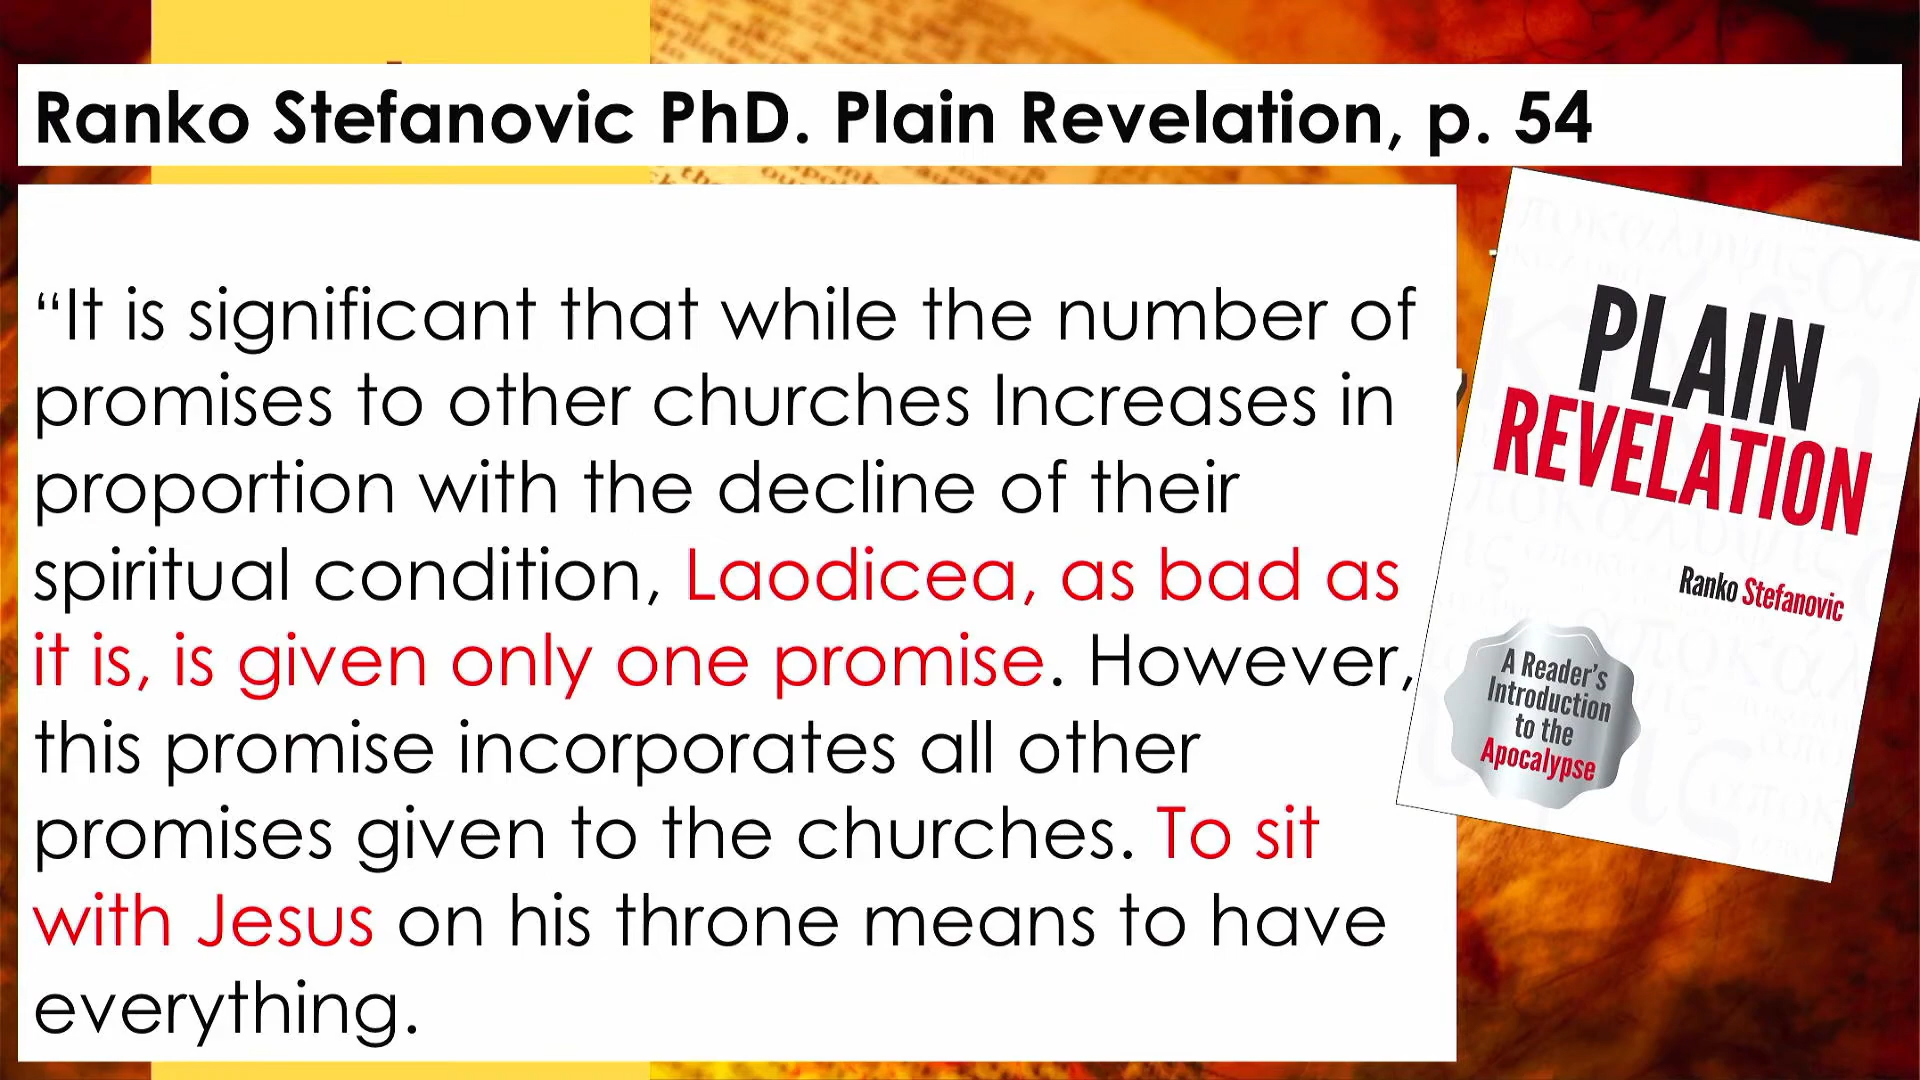 Ranko Stefanovic PhD. Plain Revelation, p. 54
“It is significant that while the number of
promises to other churches Increases in
proportion with the decline of their
spiritual condition, Laodicea, as bad as
it is, is given only one promise. However,
this promise incorporates all other
promises given to the churches. To sit
with Jesus on his throne means to have
everything.
PLAIN
REVELATION
Ranko Stefanovic
A Reader's
Introduction
to the
Apocalypse